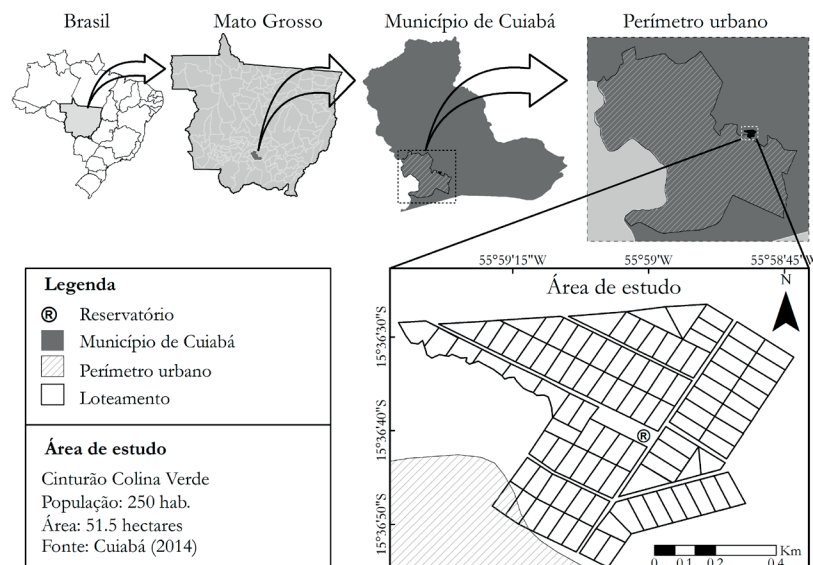 Brasil
Mato Grosso
Município de Cuiabá
Perímetro urbano
Legenda
® Reservatório
Município de Cuiabá
Perímetro urbano
Loteamento
Área de estudo
Cinturão Colina Verde
População: 250 hab.
Área: 51.5 hectares
Fonte: Cuiabá (2014)
55°59'15"W 55°59'W 55°58'45"W
Área de estudo
N
15°36'30"S
15°36'40"S
15°36'50"S
®
Km
0 0.1 0.2 0.4